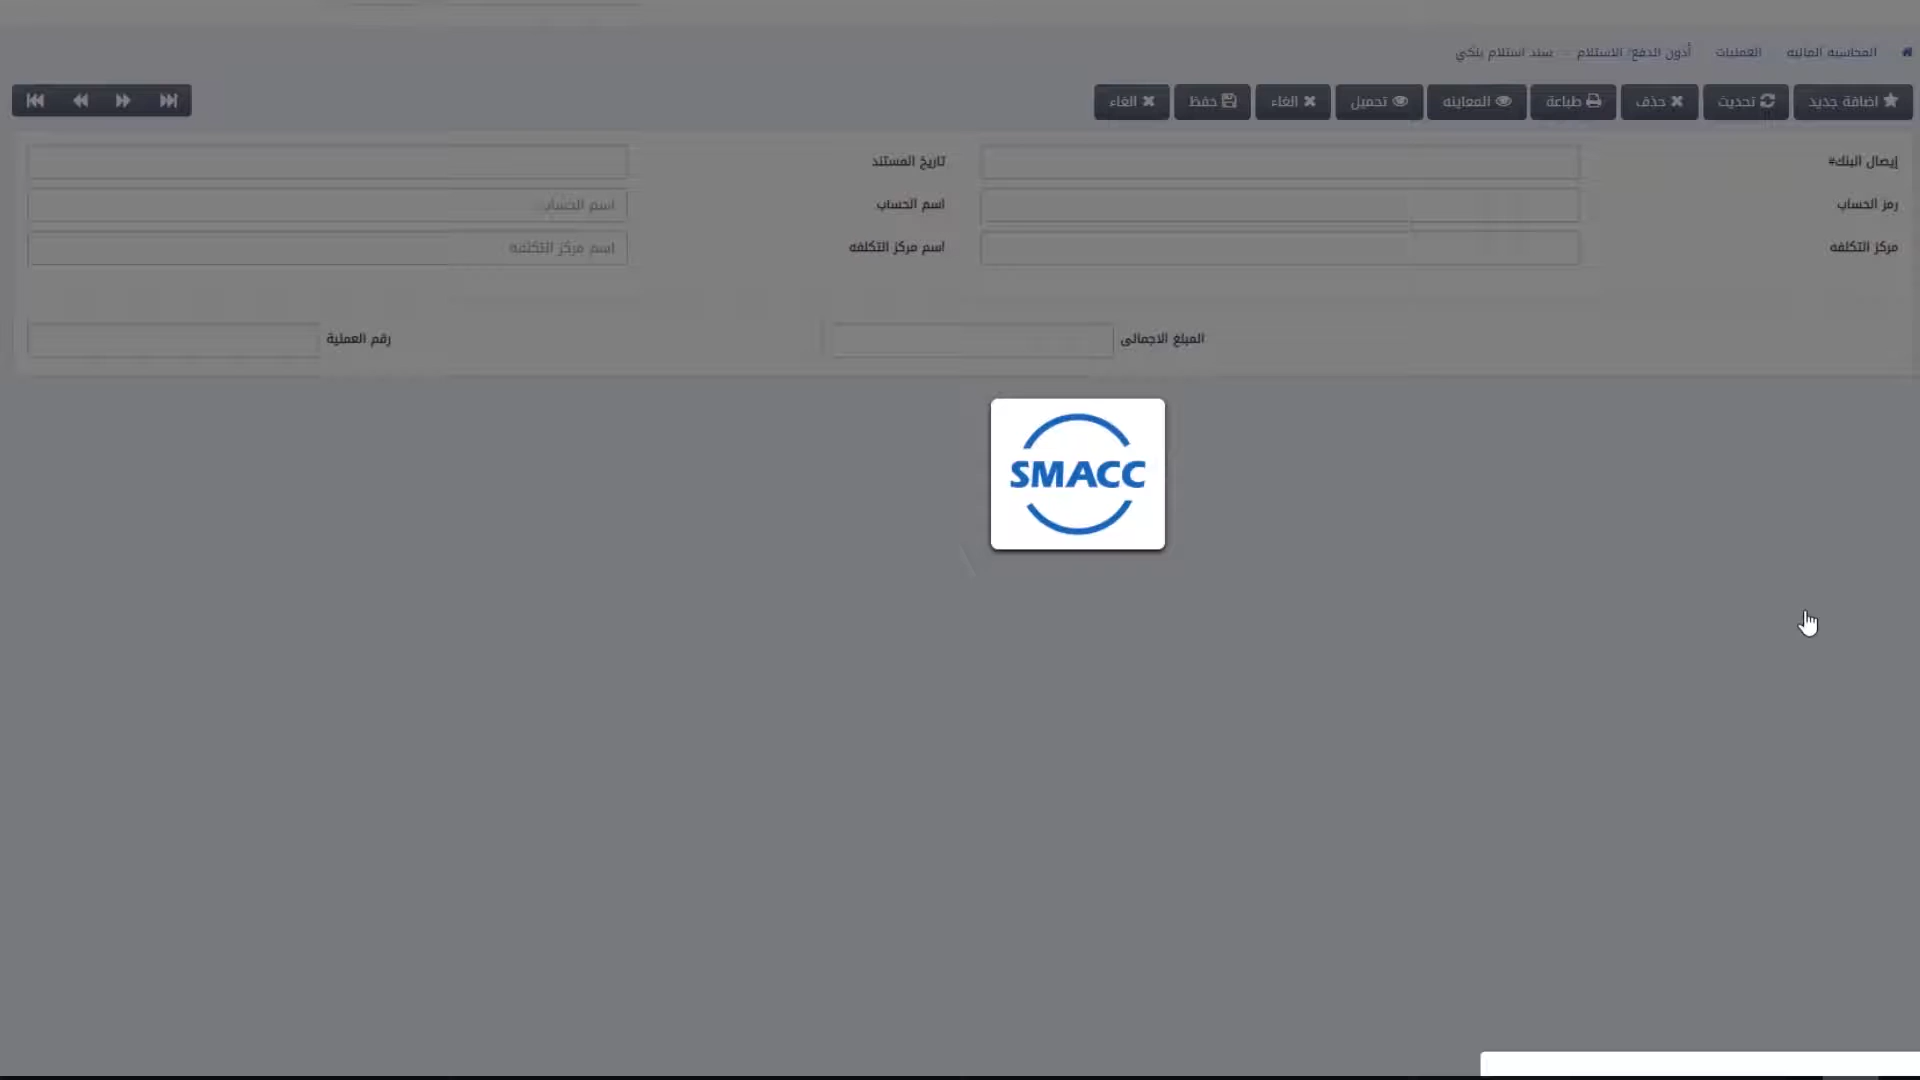 المحاسبة المالية العمليات أذون الدفع/ الاستلام سند استلام بنكي
اضافة جديد تحديث حذف طباعة المعاينه تحميل الغاء حفظ الغاء
إيصال البنك# تاريخ المستند
رمز الحساب اسم الحساب اسم الحساب
مركز التكلفه اسم مركز التكلفه اسم مركز التكلفه
المبلغ الاجمالى رقم العملية
SMACC